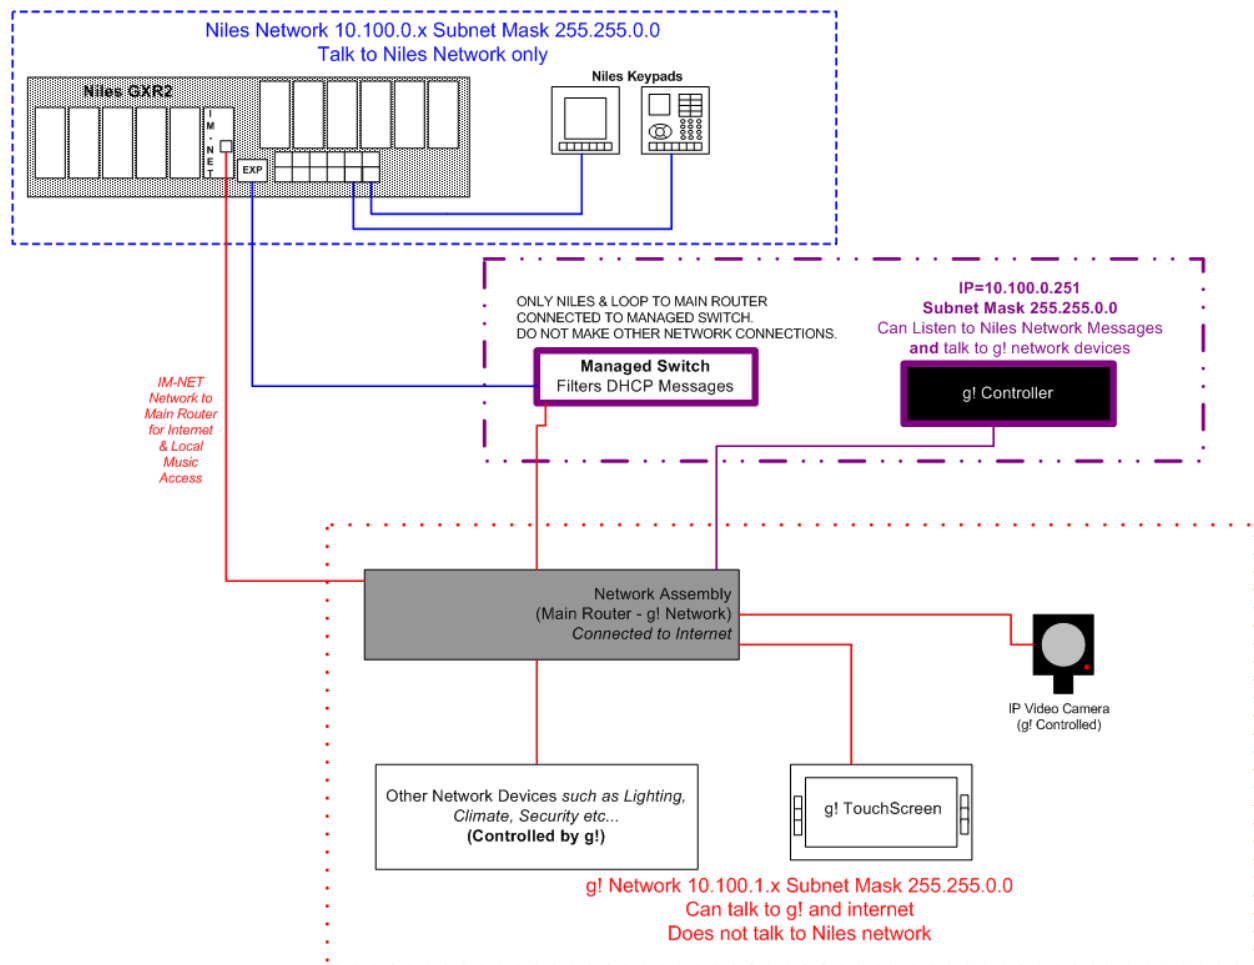 Niles Network 10.100.0.x Subnet Mask 255.255.0.0
Talk to Niles Network only
Niles GXR2
IM-NET
EXP
Niles Keypads
ONLY NILES & LOOP TO MAIN ROUTER
CONNECTED TO MANAGED SWITCH.
DO NOT MAKE OTHER NETWORK CONNECTIONS.
Managed Switch
Filters DHCP Messages
IP=10.100.0.251
Subnet Mask 255.255.0.0
Can Listen to Niles Network Messages
and talk to g! network devices
g! Controller
IM-NET
Network to
Main Router
for Internet
& Local
Music
Access
Network Assembly
(Main Router - g! Network)
Connected to Internet
IP Video Camera
(g! Controlled)
Other Network Devices such as Lighting,
Climate, Security etc...
(Controlled by g!)
g! TouchScreen
g! Network 10.100.1.x Subnet Mask 255.255.0.0
Can talk to g! and internet
Does not talk to Niles network